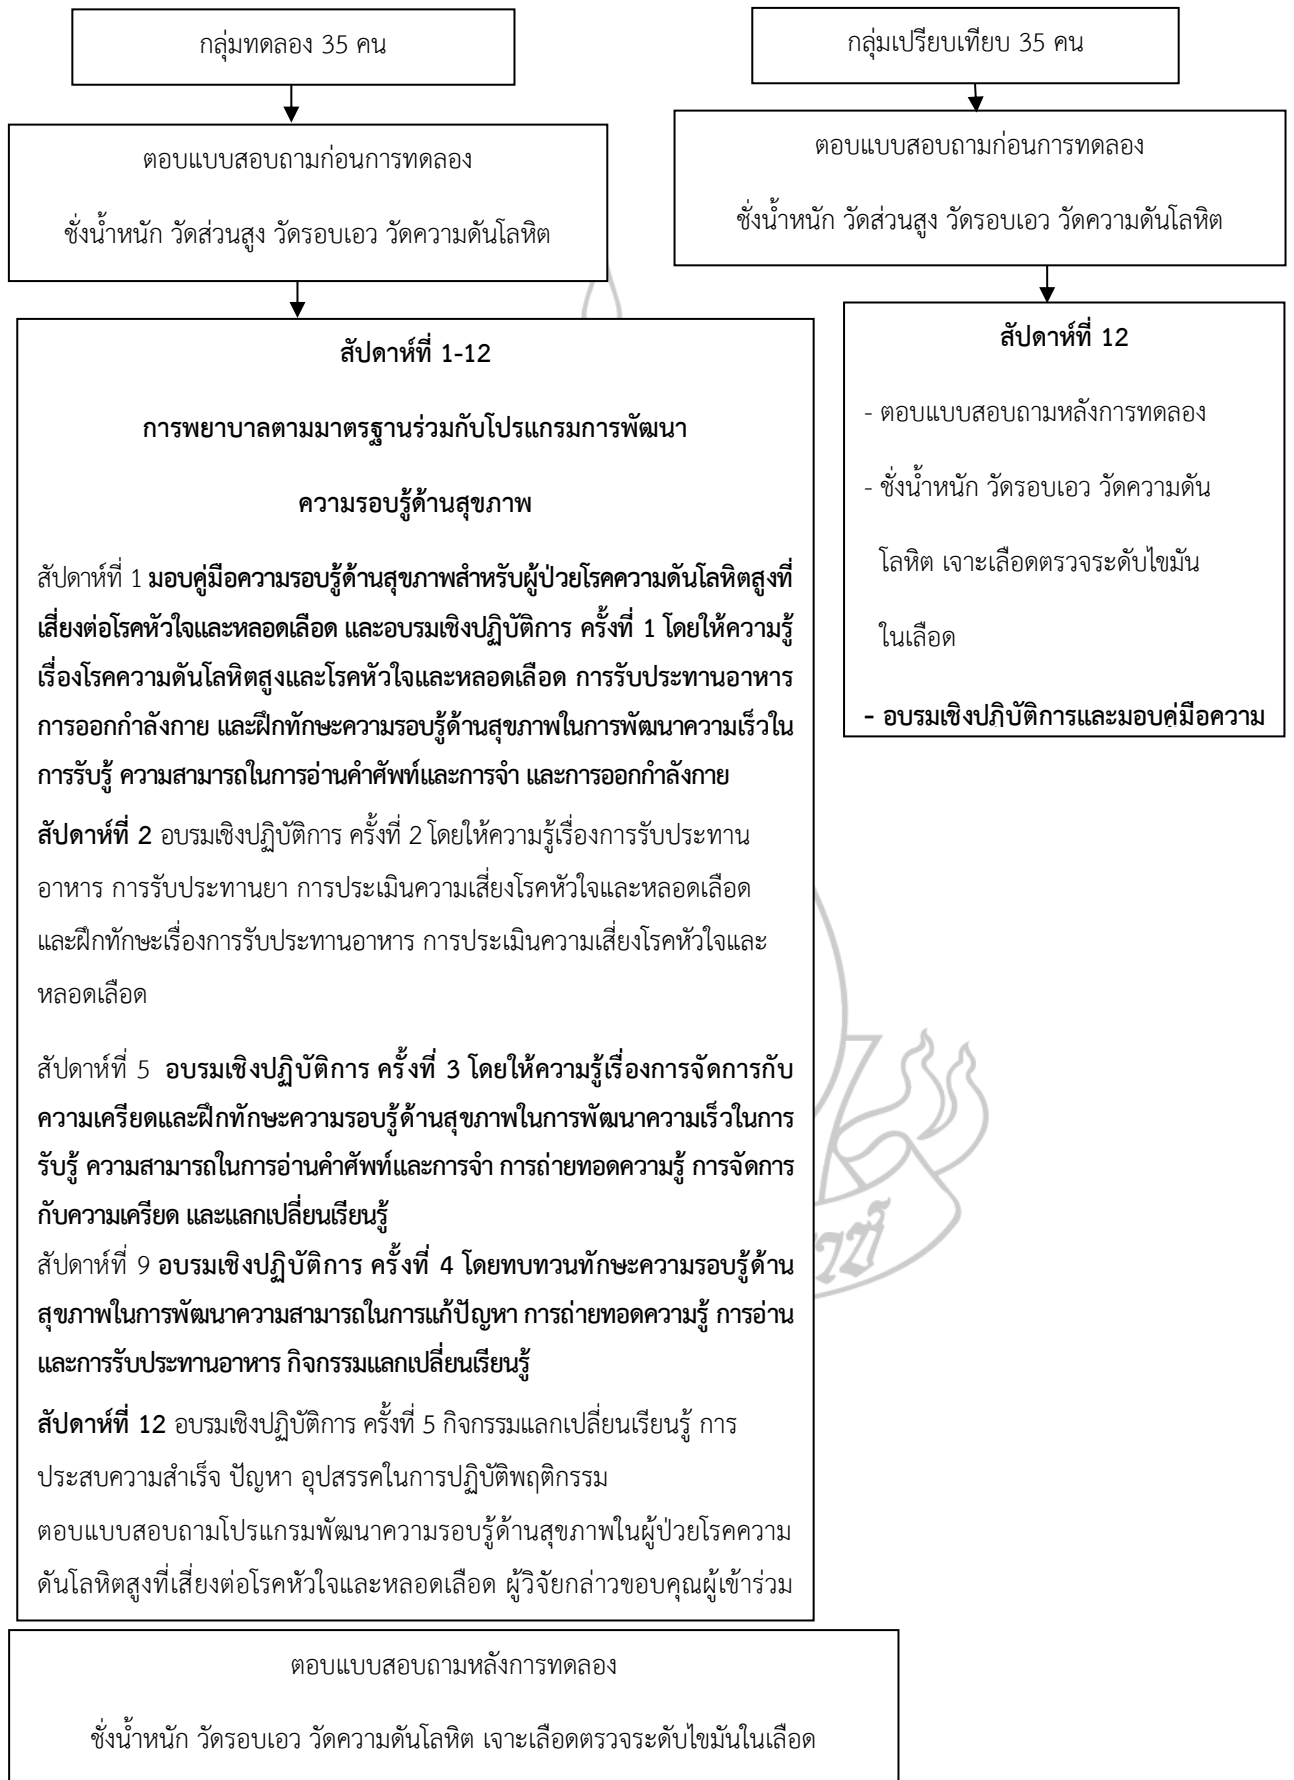 กลุ่มทดลอง 35 คน
ตอบแบบสอบถามก่อนการทดลอง
ชั่งน้ำหนัก วัดส่วนสูง วัดรอบเอว วัดความดันโลหิต
สัปดาห์ที่ 1-12
การพยาบาลตามมาตรฐานร่วมกับโปรแกรมการพัฒนา
ความรอบรู้ด้านสุขภาพ
สัปดาห์ที่ 1 มอบคู่มือความรอบรู้ด้านสุขภาพสำหรับผู้ป่วยโรคความดันโลหิตสูงที่
เสี่ยงต่อโรคหัวใจและหลอดเลือด และอบรมเชิงปฏิบัติการ ครั้งที่ 1 โดยให้ความรู้
เรื่องโรคความดันโลหิตสูงและโรคหัวใจและหลอดเลือด การรับประทานอาหาร
การออกกำลังกาย และฝึกทักษะความรอบรู้ด้านสุขภาพในการพัฒนาความเร็วใน
การรับรู้ ความสามารถในการอ่านคำศัพท์และการจำ และการออกกำลังกาย
สัปดาห์ที่ 2 อบรมเชิงปฏิบัติการ ครั้งที่ 2 โดยให้ความรู้เรื่องการรับประทาน
อาหาร การรับประทานยา การประเมินความเสี่ยงโรคหัวใจและหลอดเลือด
และฝึกทักษะเรื่องการรับประทานอาหาร การประเมินความเสี่ยงโรคหัวใจและ
หลอดเลือด
สัปดาห์ที่ 5 อบรมเชิงปฏิบัติการ ครั้งที่ 3 โดยให้ความรู้เรื่องการจัดการกับ
ความเครียดและฝึกทักษะความรอบรู้ด้านสุขภาพในการพัฒนาความเร็วในการ
รับรู้ ความสามารถในการอ่านคำศัพท์และการจำ การถ่ายทอดความรู้ การจัดการ
กับความเครียด และแลกเปลี่ยนเรียนรู้
สัปดาห์ที่ 9 อบรมเชิงปฏิบัติการ ครั้งที่ 4 โดยทบทวนทักษะความรอบรู้ด้าน
สุขภาพในการพัฒนาความสามารถในการแก้ปัญหา การถ่ายทอดความรู้ การอ่าน
และการรับประทานอาหาร กิจกรรมแลกเปลี่ยนเรียนรู้
สัปดาห์ที่ 12 อบรมเชิงปฏิบัติการ ครั้งที่ 5 กิจกรรมแลกเปลี่ยนเรียนรู้ การ
ประสบความสำเร็จ ปัญหา อุปสรรคในการปฏิบัติพฤติกรรม
ตอบแบบสอบถามโปรแกรมพัฒนาความรอบรู้ด้านสุขภาพในผู้ป่วยโรคความ
ดันโลหิตสูงที่เสี่ยงต่อโรคหัวใจและหลอดเลือด ผู้วิจัยกล่าวขอบคุณผู้เข้าร่วม
ตอบแบบสอบถามหลังการทดลอง
ชั่งน้ำหนัก วัดรอบเอว วัดความดันโลหิต เจาะเลือดตรวจระดับไขมันในเลือด
กลุ่มเปรียบเทียบ 35 คน
ตอบแบบสอบถามก่อนการทดลอง
ชั่งน้ำหนัก วัดส่วนสูง วัดรอบเอว วัดความดันโลหิต
สัปดาห์ที่ 12
- ตอบแบบสอบถามหลังการทดลอง
- ชั่งน้ำหนัก วัดรอบเอว วัดความดัน
โลหิต เจาะเลือดตรวจระดับไขมัน
ในเลือด
- อบรมเชิงปฏิบัติการและมอบคู่มือความ